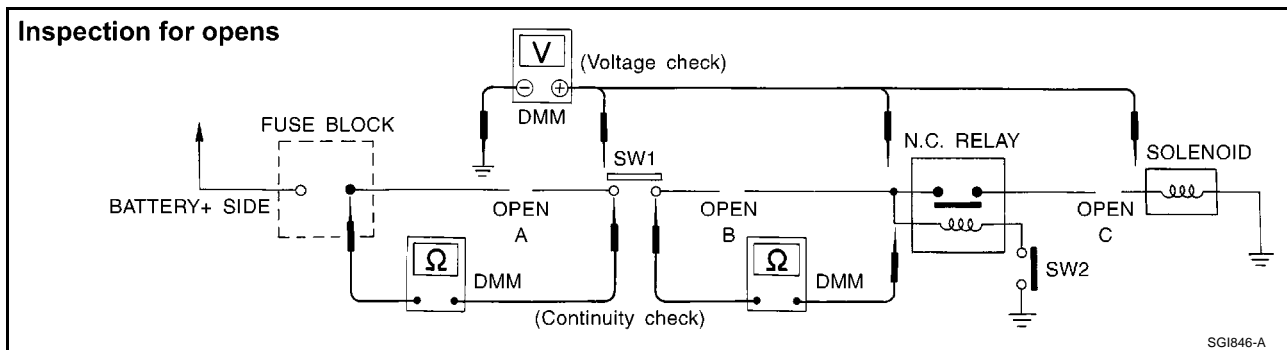 Inspection for opens
V
(Voltage check)
DMM
FUSE BLOCK
N.C. RELAY
SW1
SOLENOID
BATTERY+ SIDE
OPEN
A
OPEN
B
OPEN
C
Ω
DMM
Ω
DMM
SW2
(Continuity check)
SGI846-A